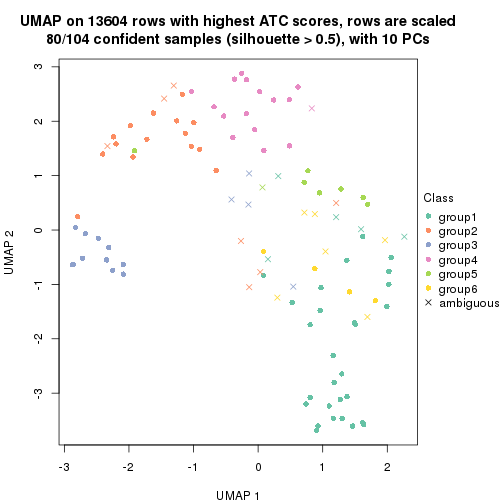 UMAP on 13604 rows with highest ATC scores, rows are scaled
80/104 confident samples (silhouette > 0.5), with 10 PCs
3
2
1
0
-1
-2
-3
UMAP 2
-3
-2
-1
0
1
2
UMAP 1
Class
group1
group2
group3
group4
group5
group6
ambiguous